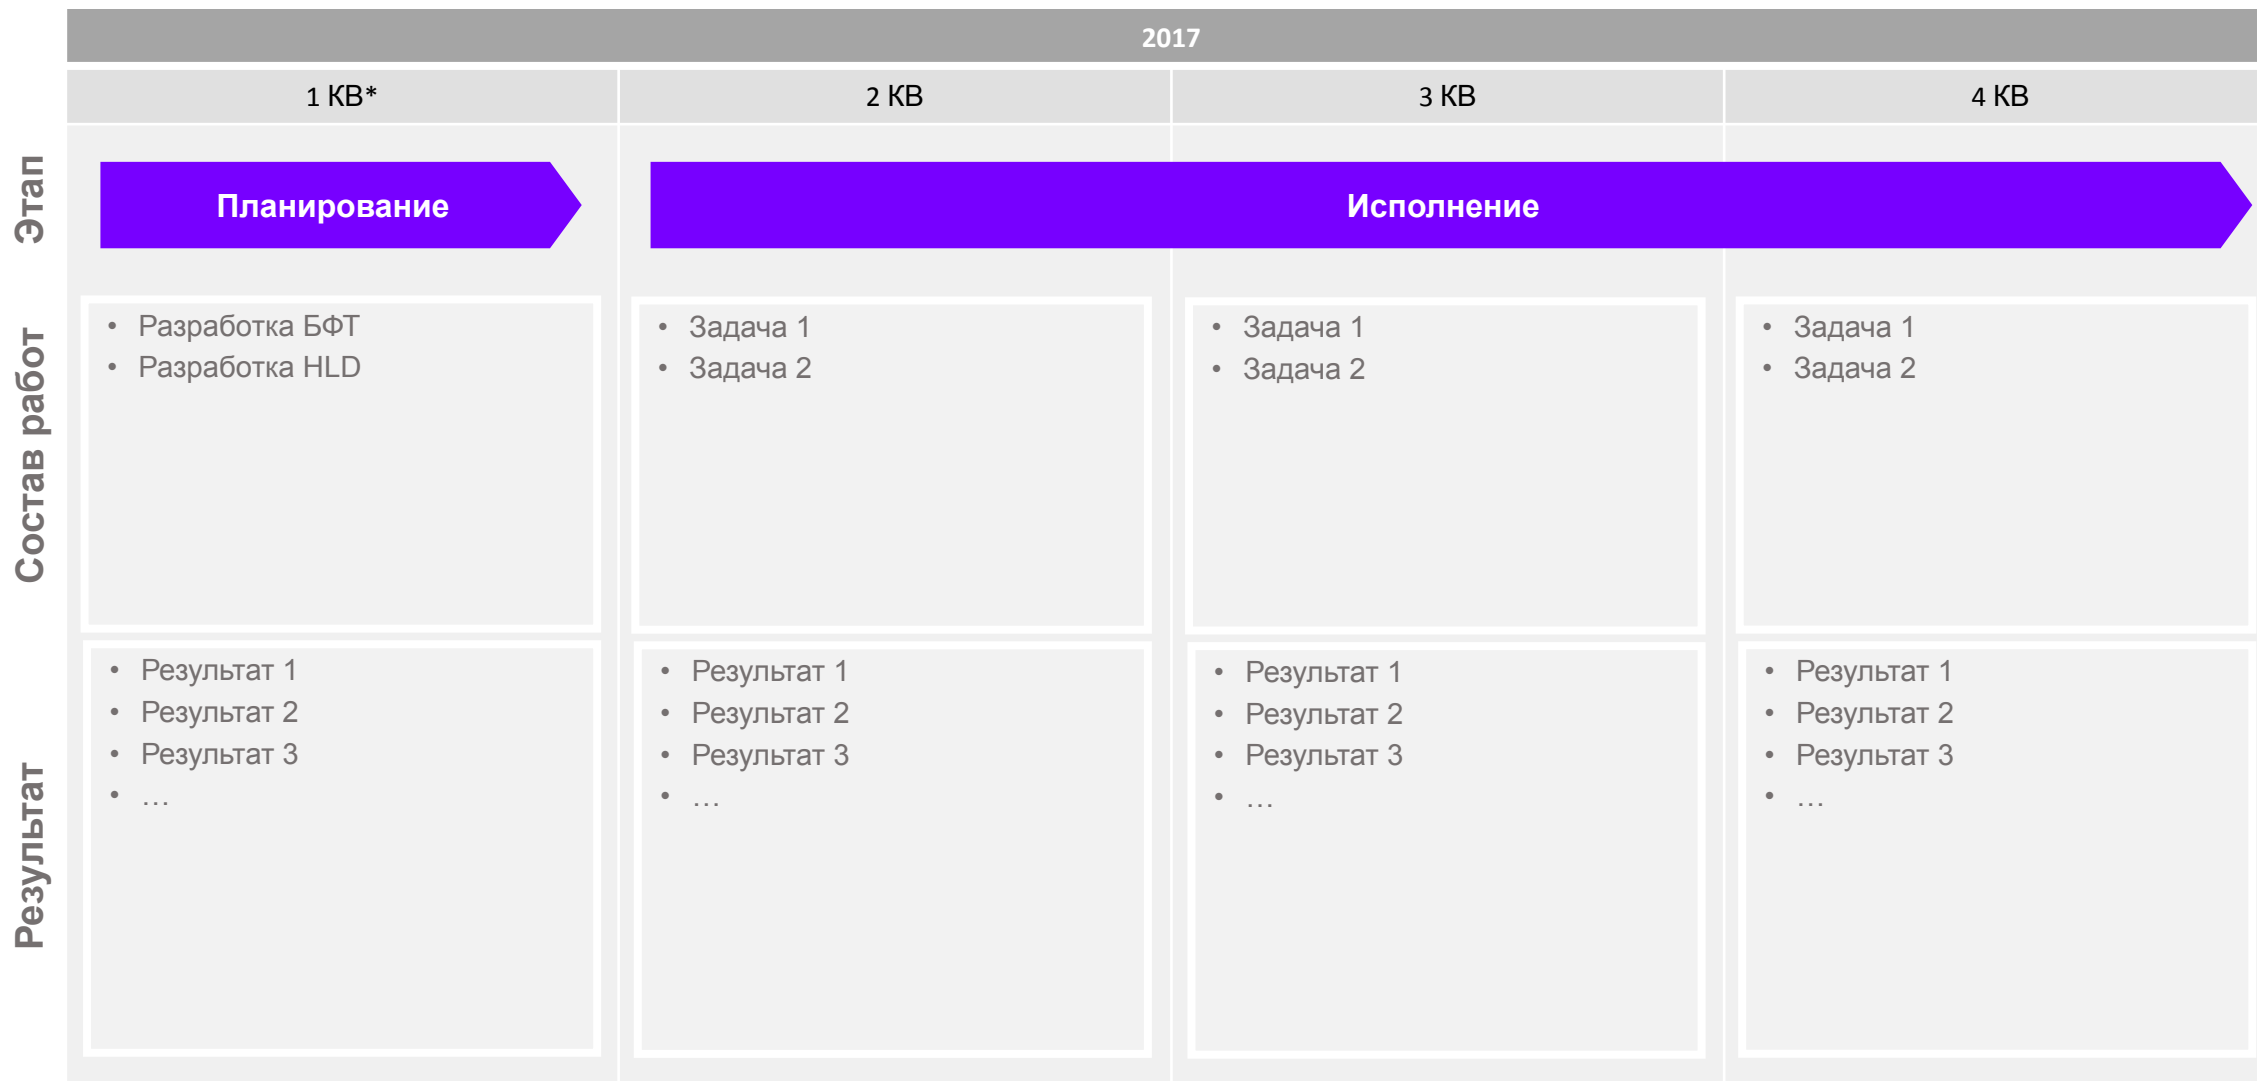 2017
1 КВ*
2 КВ
3 КВ
4 КВ
Этап
Планирование
Исполнение
Состав работ
• Разработка БФТ
• Разработка HLD
• Задача 1
• Задача 2
• Задача 1
• Задача 2
• Задача 1
• Задача 2
Результат
• Результат 1
• Результат 2
• Результат 3
• …
• Результат 1
• Результат 2
• Результат 3
• …
• Результат 1
• Результат 2
• Результат 3
• …
• Результат 1
• Результат 2
• Результат 3
• …